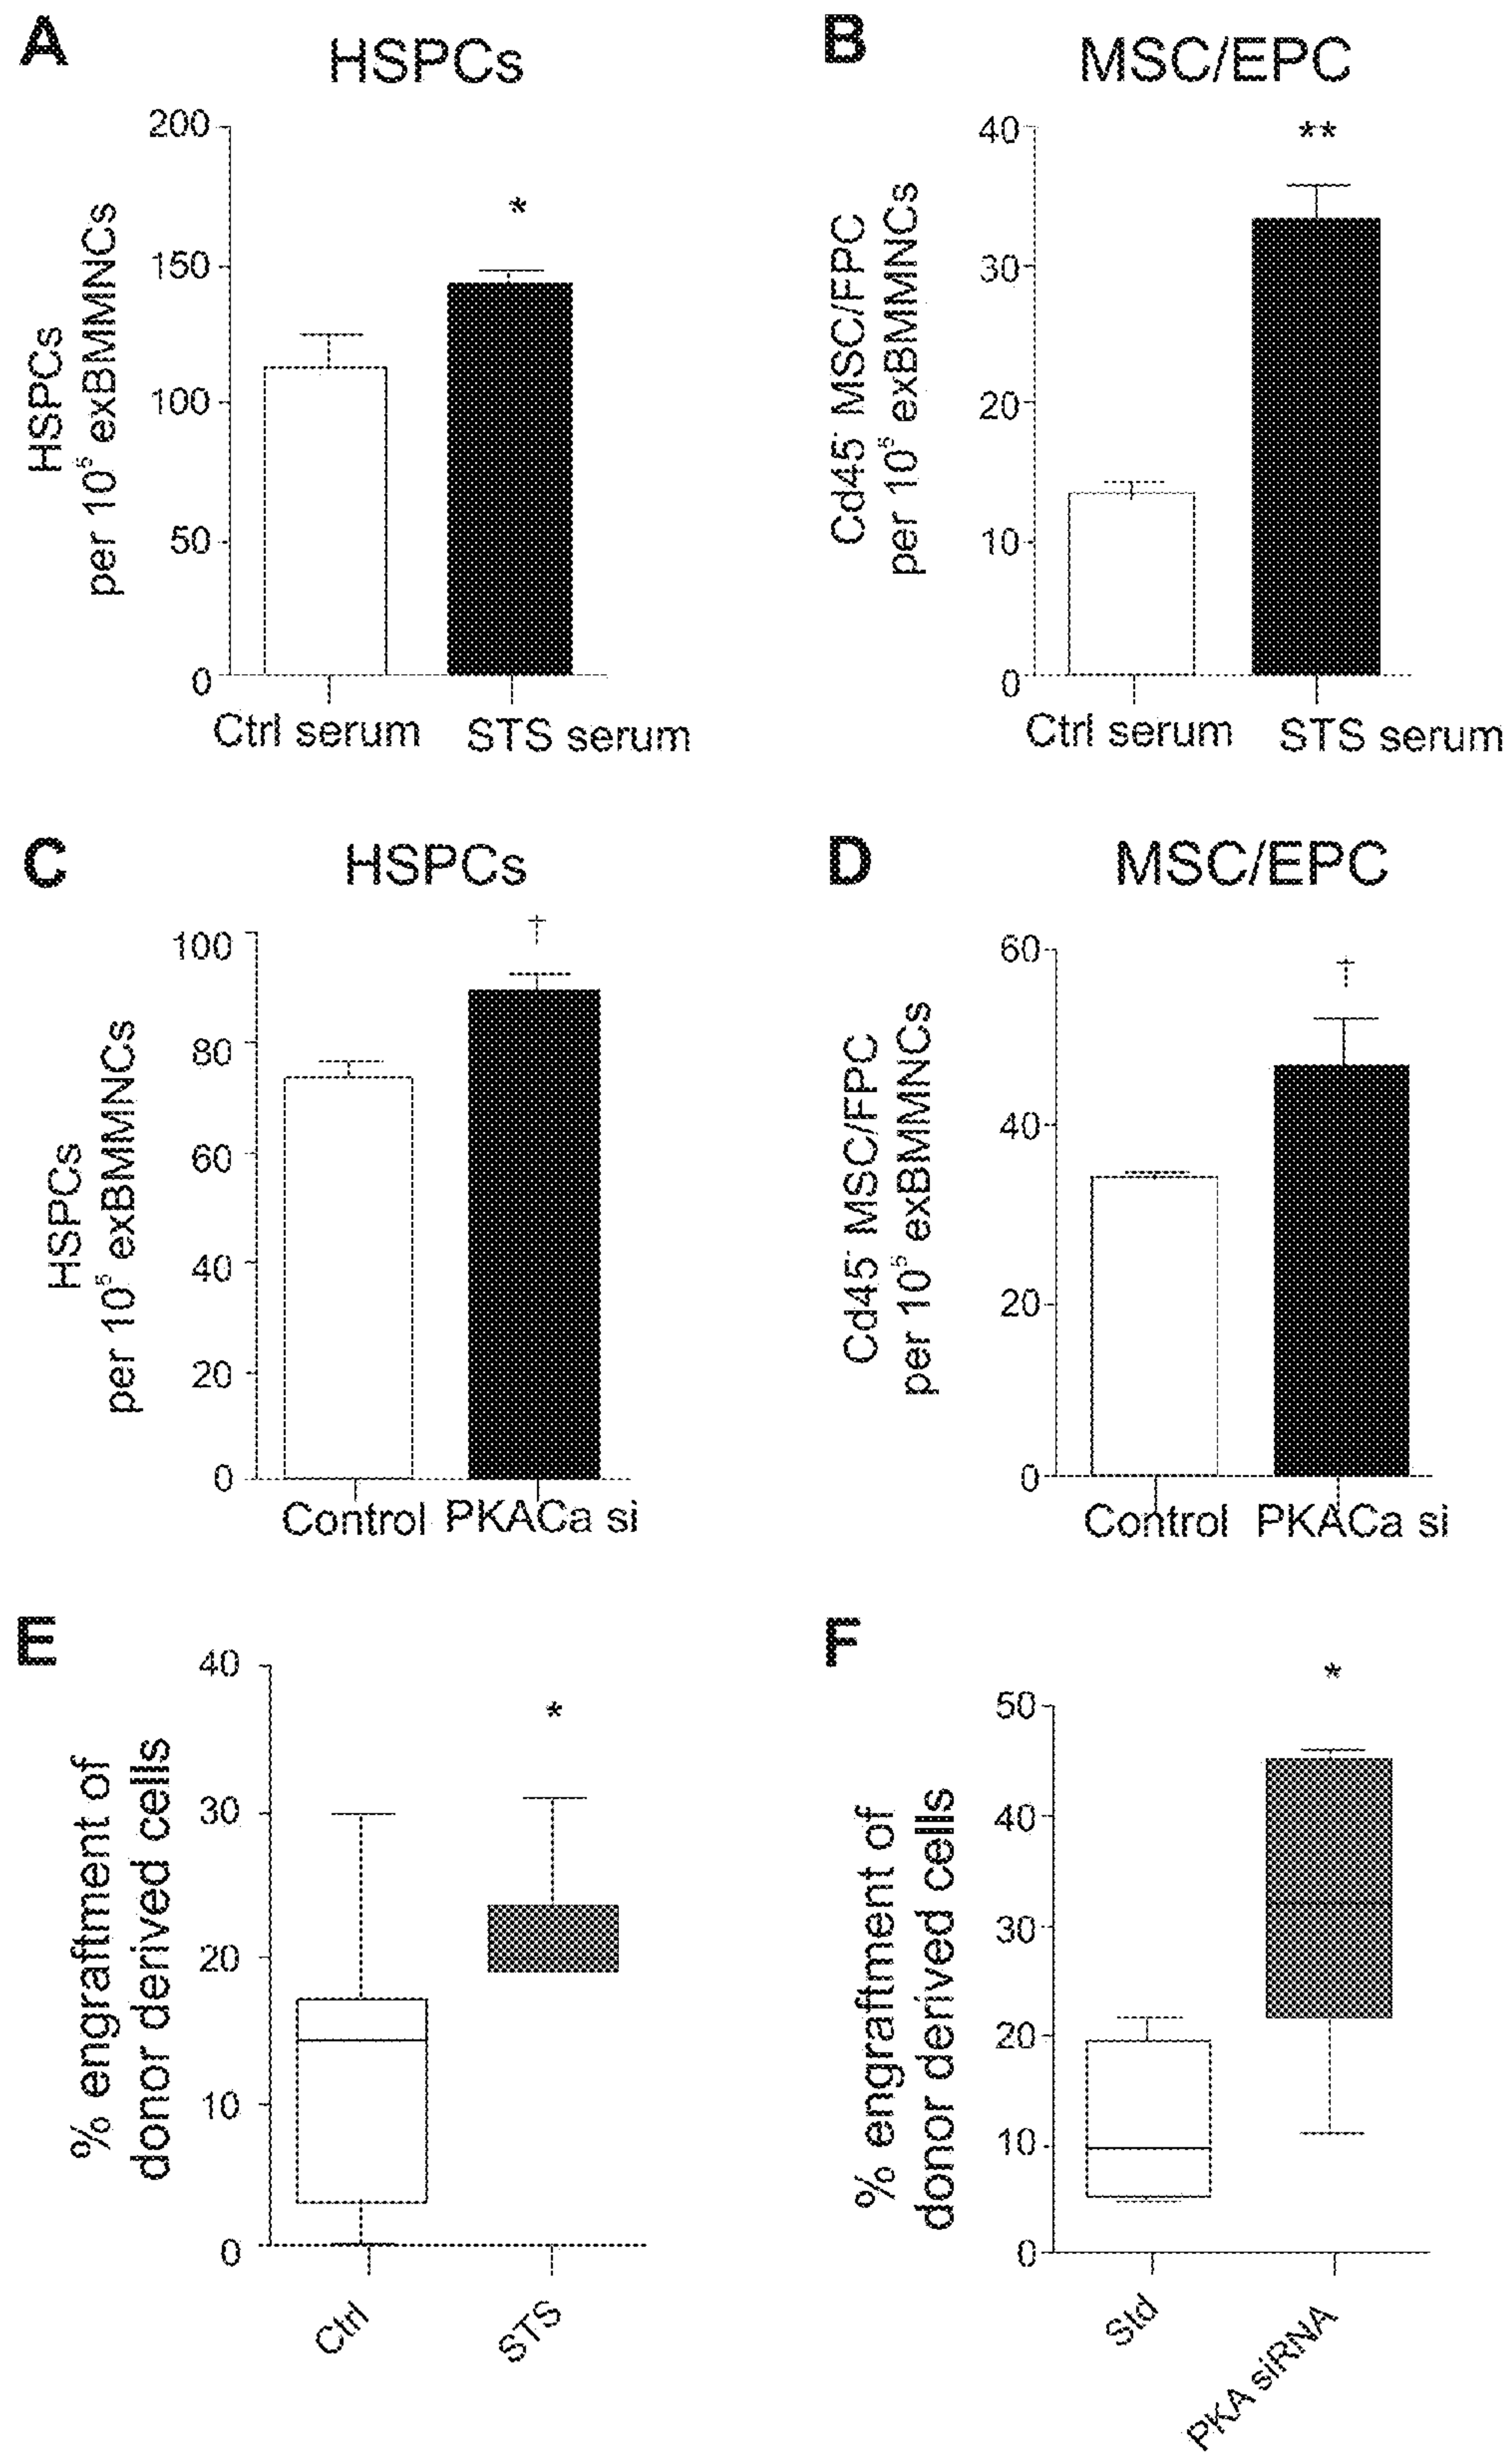 A
HSPCs
HSPCs
per 10⁵ exBMMNCs
200
150
100
50
0
*
Ctrl serum
STS serum
B
MSC/EPC
Cd45⁻ MSC/FPC
per 10⁵ exBMMNCs
40
30
20
10
0
**
Ctrl serum
STS serum
C
HSPCs
HSPCs
per 10⁵ exBMMNCs
100
80
60
40
20
0
†
Control
PKACa si
D
MSC/EPC
Cd45⁻ MSC/FPC
per 10⁵ exBMMNCs
60
40
20
0
†
Control
PKACa si
E
% engraftment of
donor derived cells
40
30
20
10
0
*
Ctrl
STS
F
% engraftment of
donor derived cells
50
40
30
20
10
0
*
Std
PKA siRNA